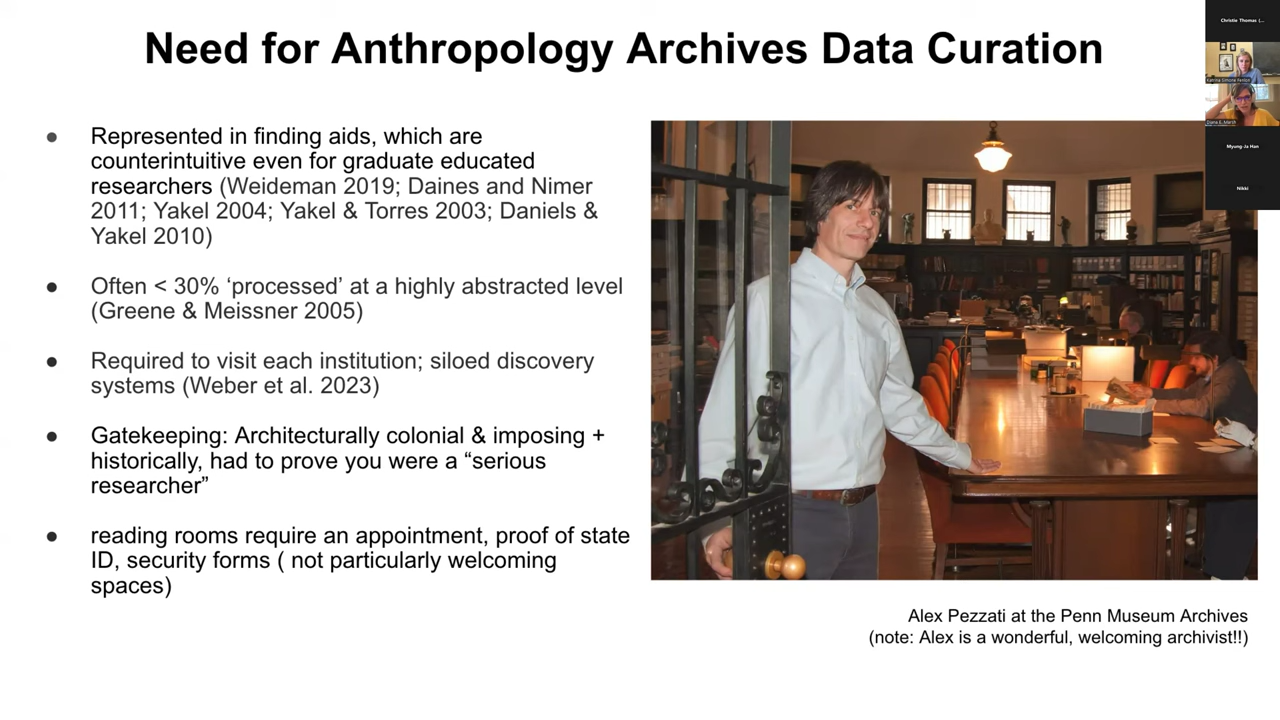 Need for Anthropology Archives Data Curation
Represented in finding aids, which are
counterintuitive even for graduate educated
researchers (Weideman 2019; Daines and Nimer
2011; Yakel 2004; Yakel & Torres 2003; Daniels &
Yakel 2010)
Often < 30% ‘processed’ at a highly abstracted level
(Greene & Meissner 2005)
Required to visit each institution; siloed discovery
systems (Weber et al. 2023)
Gatekeeping: Architecturally colonial & imposing +
historically, had to prove you were a “serious
researcher”
reading rooms require an appointment, proof of state
ID, security forms ( not particularly welcoming
spaces)
Alex Pezzati at the Penn Museum Archives
(note: Alex is a wonderful, welcoming archivist!!)
Christie Thomas (...
Katrina Simone Fenlon
Diana E. Marsh
Myung-Ja Han
Nikki